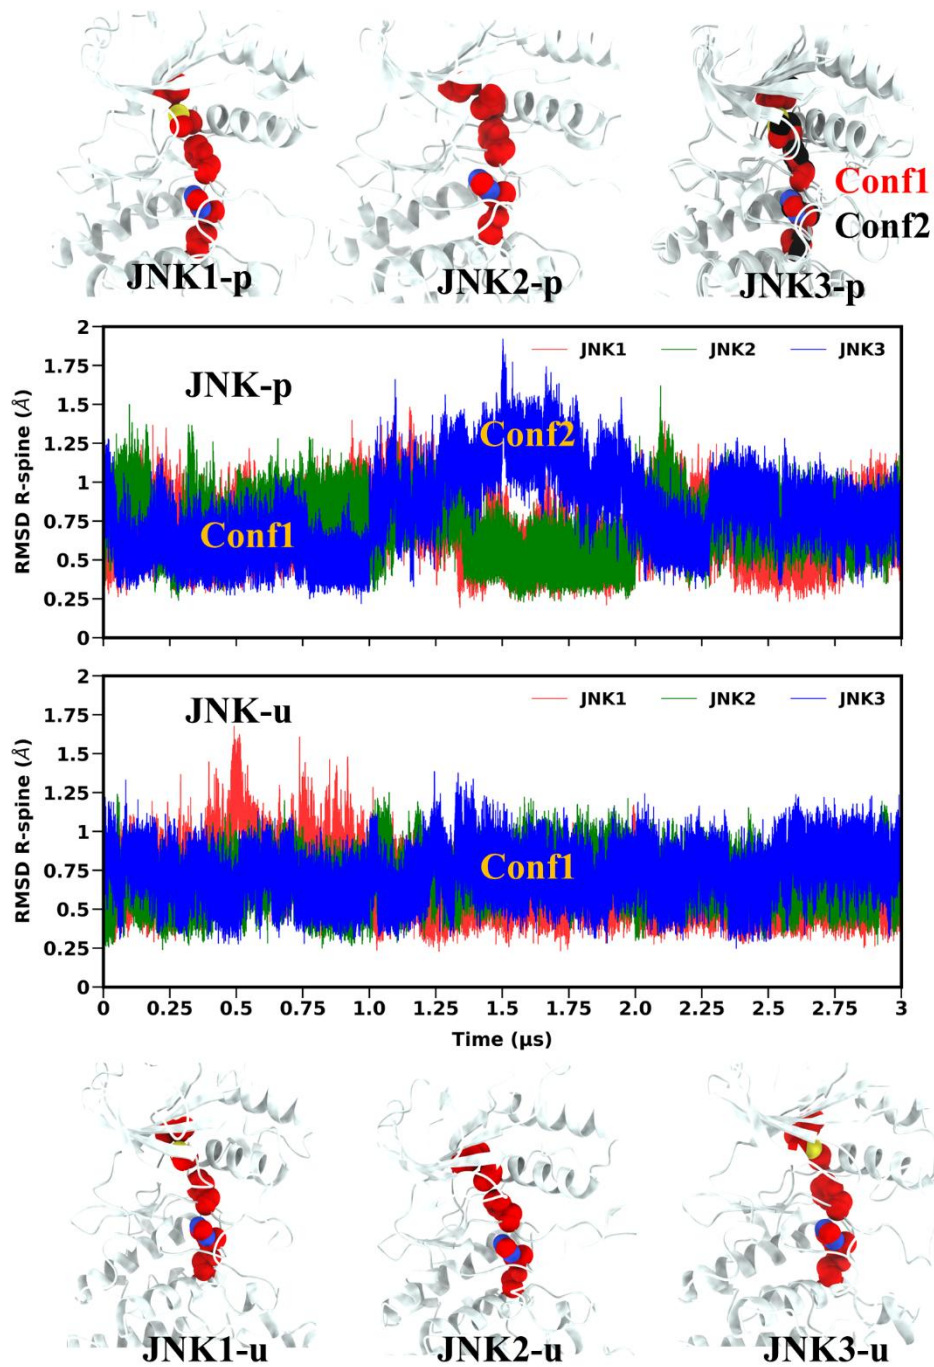 Conf1
Conf2
JNK1-p
JNK2-p
JNK3-p
2
1.75
1.5
1.25
1
0.75
0.5
0.25
0
RMSD R-spine (Å)
JNK-p
JNK1 JNK2 JNK3
Conf2
Conf1
2
1.75
1.5
1.25
1
0.75
0.5
0.25
0
RMSD R-spine (Å)
JNK-u
JNK1 JNK2 JNK3
Conf1
0 0.25 0.5 0.75 1.0 1.25 1.5 1.75 2.0 2.25 2.5 2.75 3
Time (µs)
JNK1-u
JNK2-u
JNK3-u